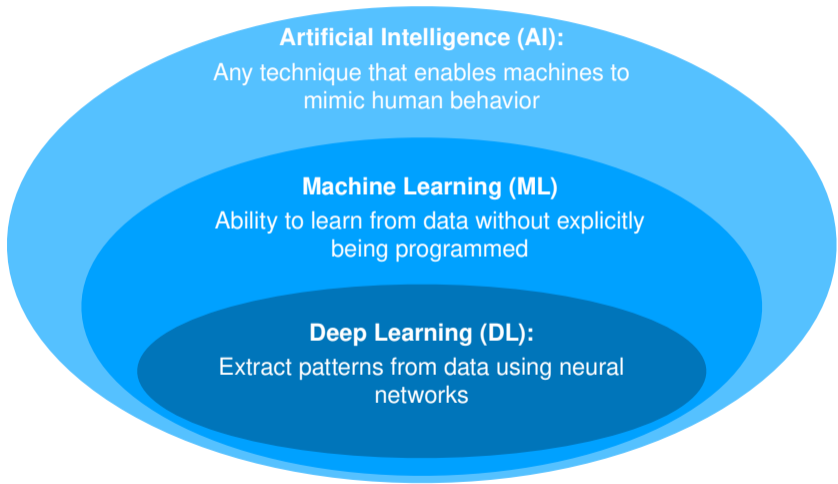 Artificial Intelligence (AI):
Any technique that enables machines to
mimic human behavior
Machine Learning (ML)
Ability to learn from data without explicitly
being programmed
Deep Learning (DL):
Extract patterns from data using neural
networks